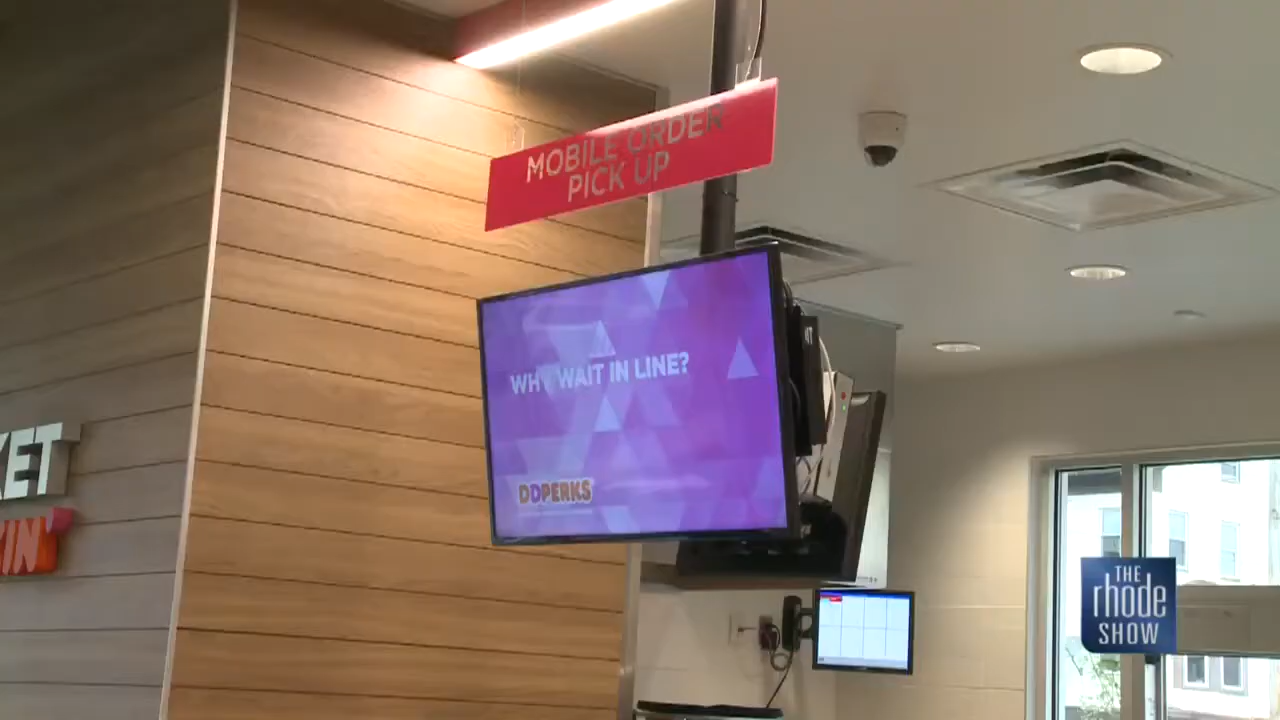 MOBILE ORDER
PICK UP
WHY WAIT IN LINE?
DDPERKS
KET
KIN'
THE
rhode
SHOW